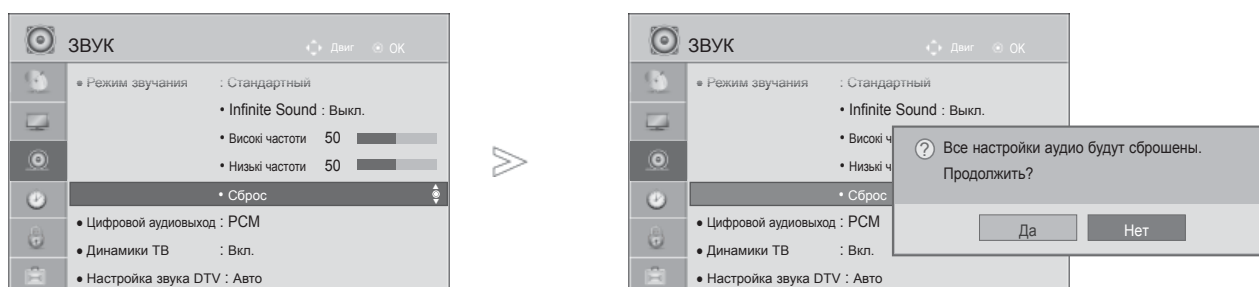 ЗВУК
Двиг OK
• Режим звучания : Стандартный
• Infinite Sound : Выкл.
• Високі частоти 50
• Низькі частоти 50
• Сброс
• Цифровой аудиовыход : PCM
• Динамики ТВ : Вкл.
• Настройка звука DTV : Авто
ЗВУК
Двиг OK
• Режим звучания : Стандартный
• Infinite Sound : Выкл.
• Високі ч
• Низькі ч
• Сброс
• Цифровой аудиовыход : PCM
• Динамики ТВ : Вкл.
• Настройка звука DTV : Авто
? Все настройки аудио будут сброшены.
Продолжить?
Да Нет